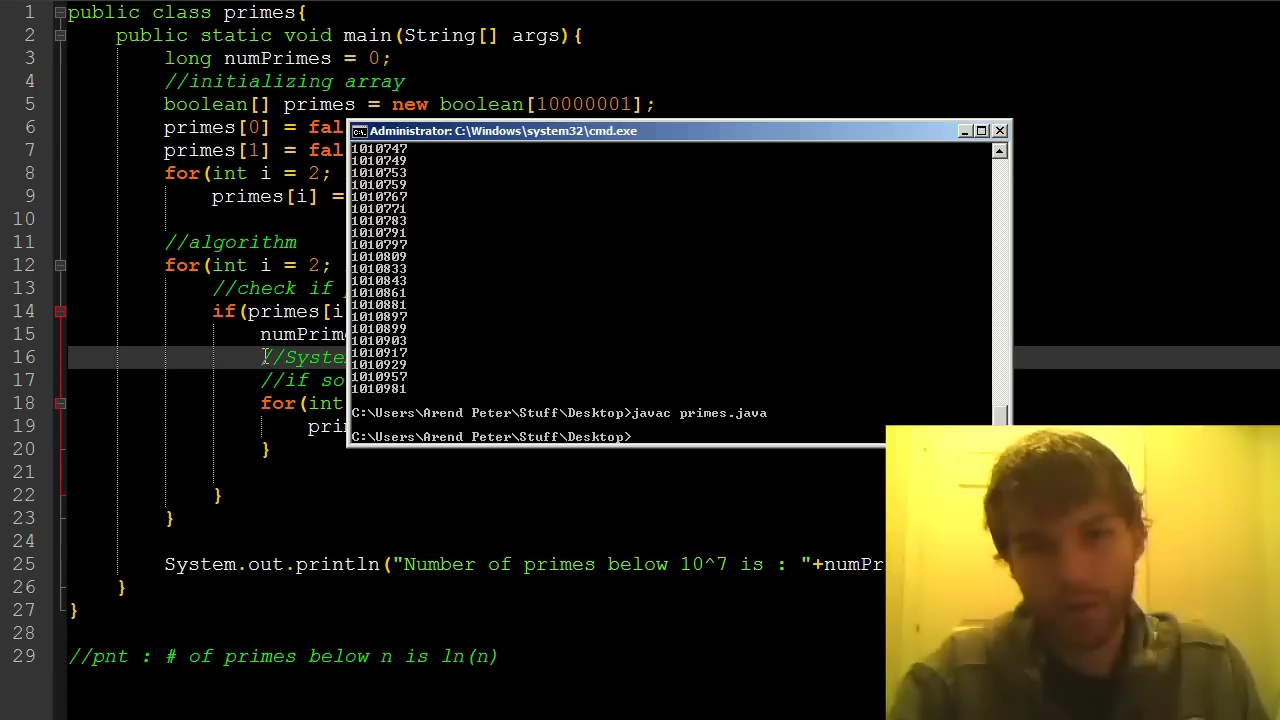 1 public class primes{
2 public static void main(String[] args){
3 long numPrimes = 0;
4 //initializing array
5 boolean[] primes = new boolean[10000001];
6 primes[0] = fal
7 primes[1] = fal
8 for(int i = 2;
9 primes[i] =
10
11 //algorithm
12 for(int i = 2;
13 //check if
14 if(primes[i
15 numPrime
16 //Syste
17 //if so
18 for(int
19 pri
20 }
21
22 }
23 }
24
25 System.out.println("Number of primes below 10^7 is : "+numPr
26 }
27 }
28
29 //pnt : # of primes below n is ln(n)
Administrator: C:\Windows\system32\cmd.exe
1010747
1010749
1010753
1010759
1010767
1010771
1010783
1010791
1010797
1010809
1010833
1010843
1010861
1010881
1010897
1010899
1010903
1010917
1010929
1010957
1010981
C:\Users\Arend Peter\Stuff\Desktop>javac primes.java
C:\Users\Arend Peter\Stuff\Desktop>